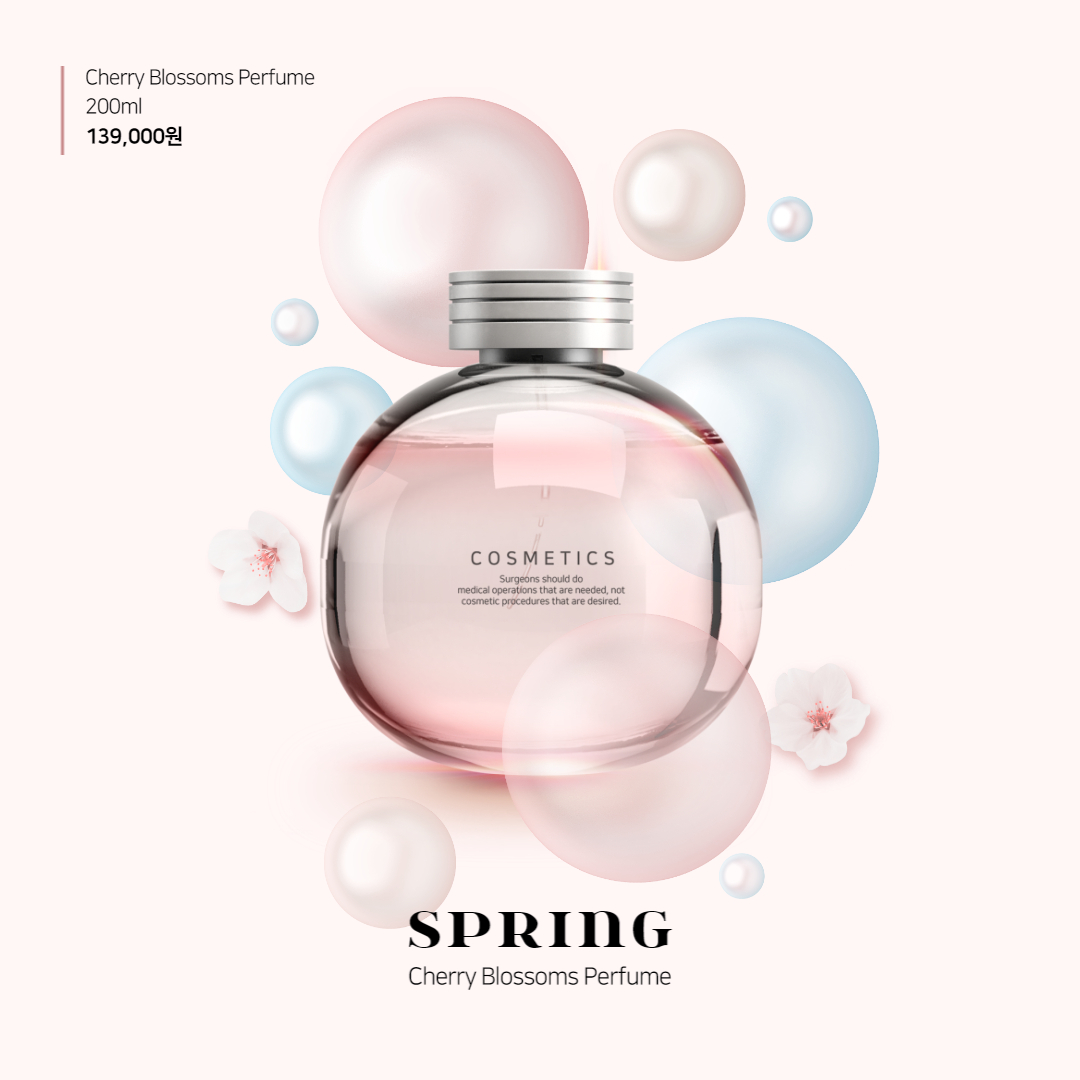 Cherry Blossoms Perfume
200ml
139,000원
COSMETICS
Surgeons should do
medical operations that are needed, not
cosmetic procedures that are desired.
SPRING
Cherry Blossoms Perfume